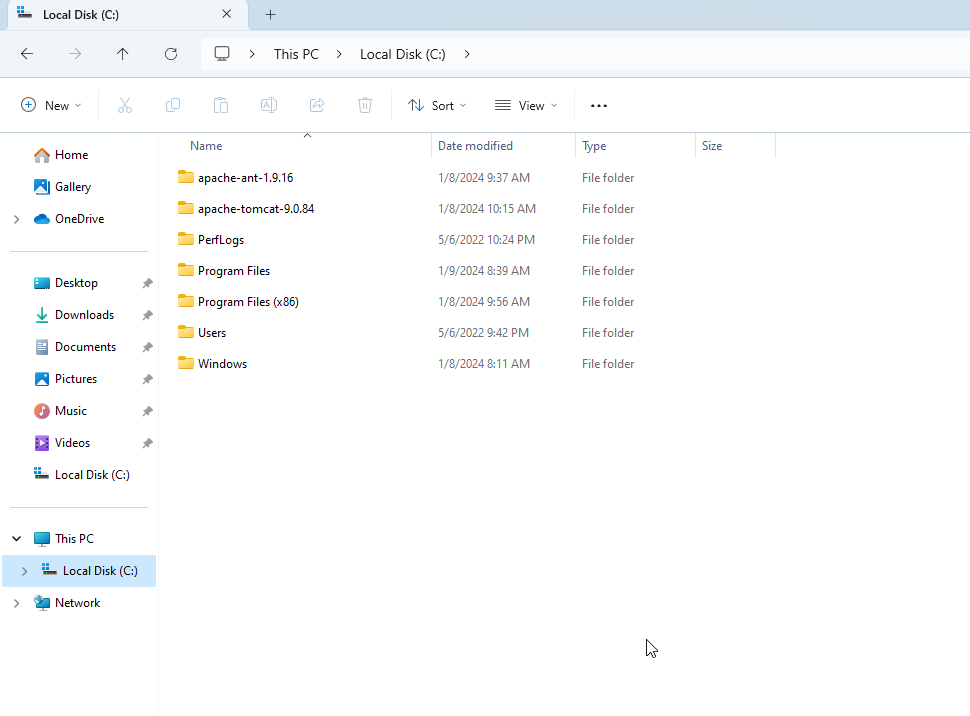 Local Disk (C:)
This PC Local Disk (C:)
New Sort View
Name Date modified Type Size
apache-ant-1.9.16 1/8/2024 9:37 AM File folder
apache-tomcat-9.0.84 1/8/2024 10:15 AM File folder
PerfLogs 5/6/2022 10:24 PM File folder
Program Files 1/9/2024 8:39 AM File folder
Program Files (x86) 1/8/2024 9:56 AM File folder
Users 5/6/2022 9:42 PM File folder
Windows 1/8/2024 8:11 AM File folder
Home
Gallery
OneDrive
Desktop
Downloads
Documents
Pictures
Music
Videos
Local Disk (C:)
This PC
Local Disk (C:)
Network